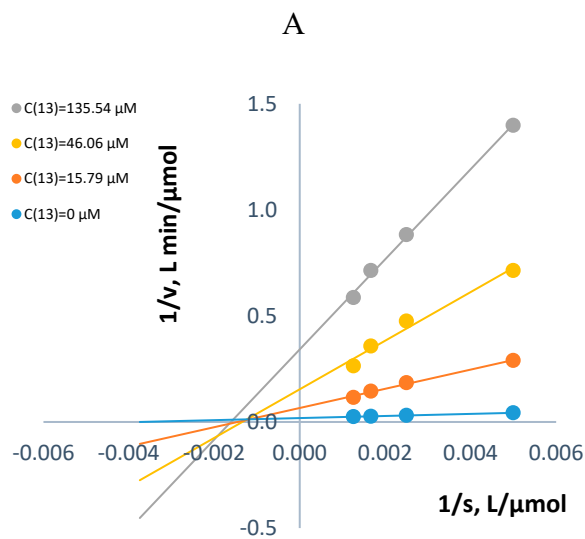 A
C(13)=135.54 µM
C(13)=46.06 µM
C(13)=15.79 µM
C(13)=0 µM
1/v, L min/µmol
1.5
1.0
0.5
0.0
-0.5
-0.006 -0.004 -0.002 0.000 0.002 0.004 0.006
1/s, L/µmol